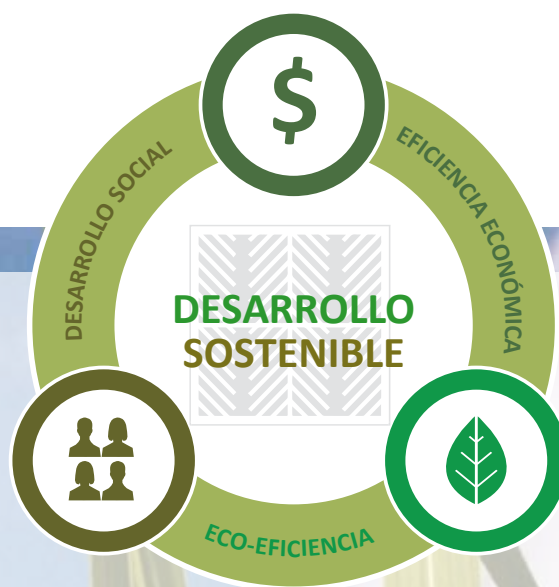 $
DESARROLLO SOCIAL
EFICIENCIA ECONÓMICA
DESARROLLO
SOSTENIBLE
ECO-EFICIENCIA